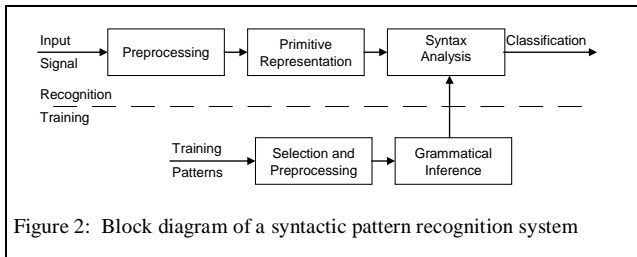 Input
Signal
Preprocessing
Primitive
Representation
Syntax
Analysis
Classification
Recognition
Training
Training
Patterns
Selection and
Preprocessing
Grammatical
Inference
Figure 2: Block diagram of a syntactic pattern recognition system